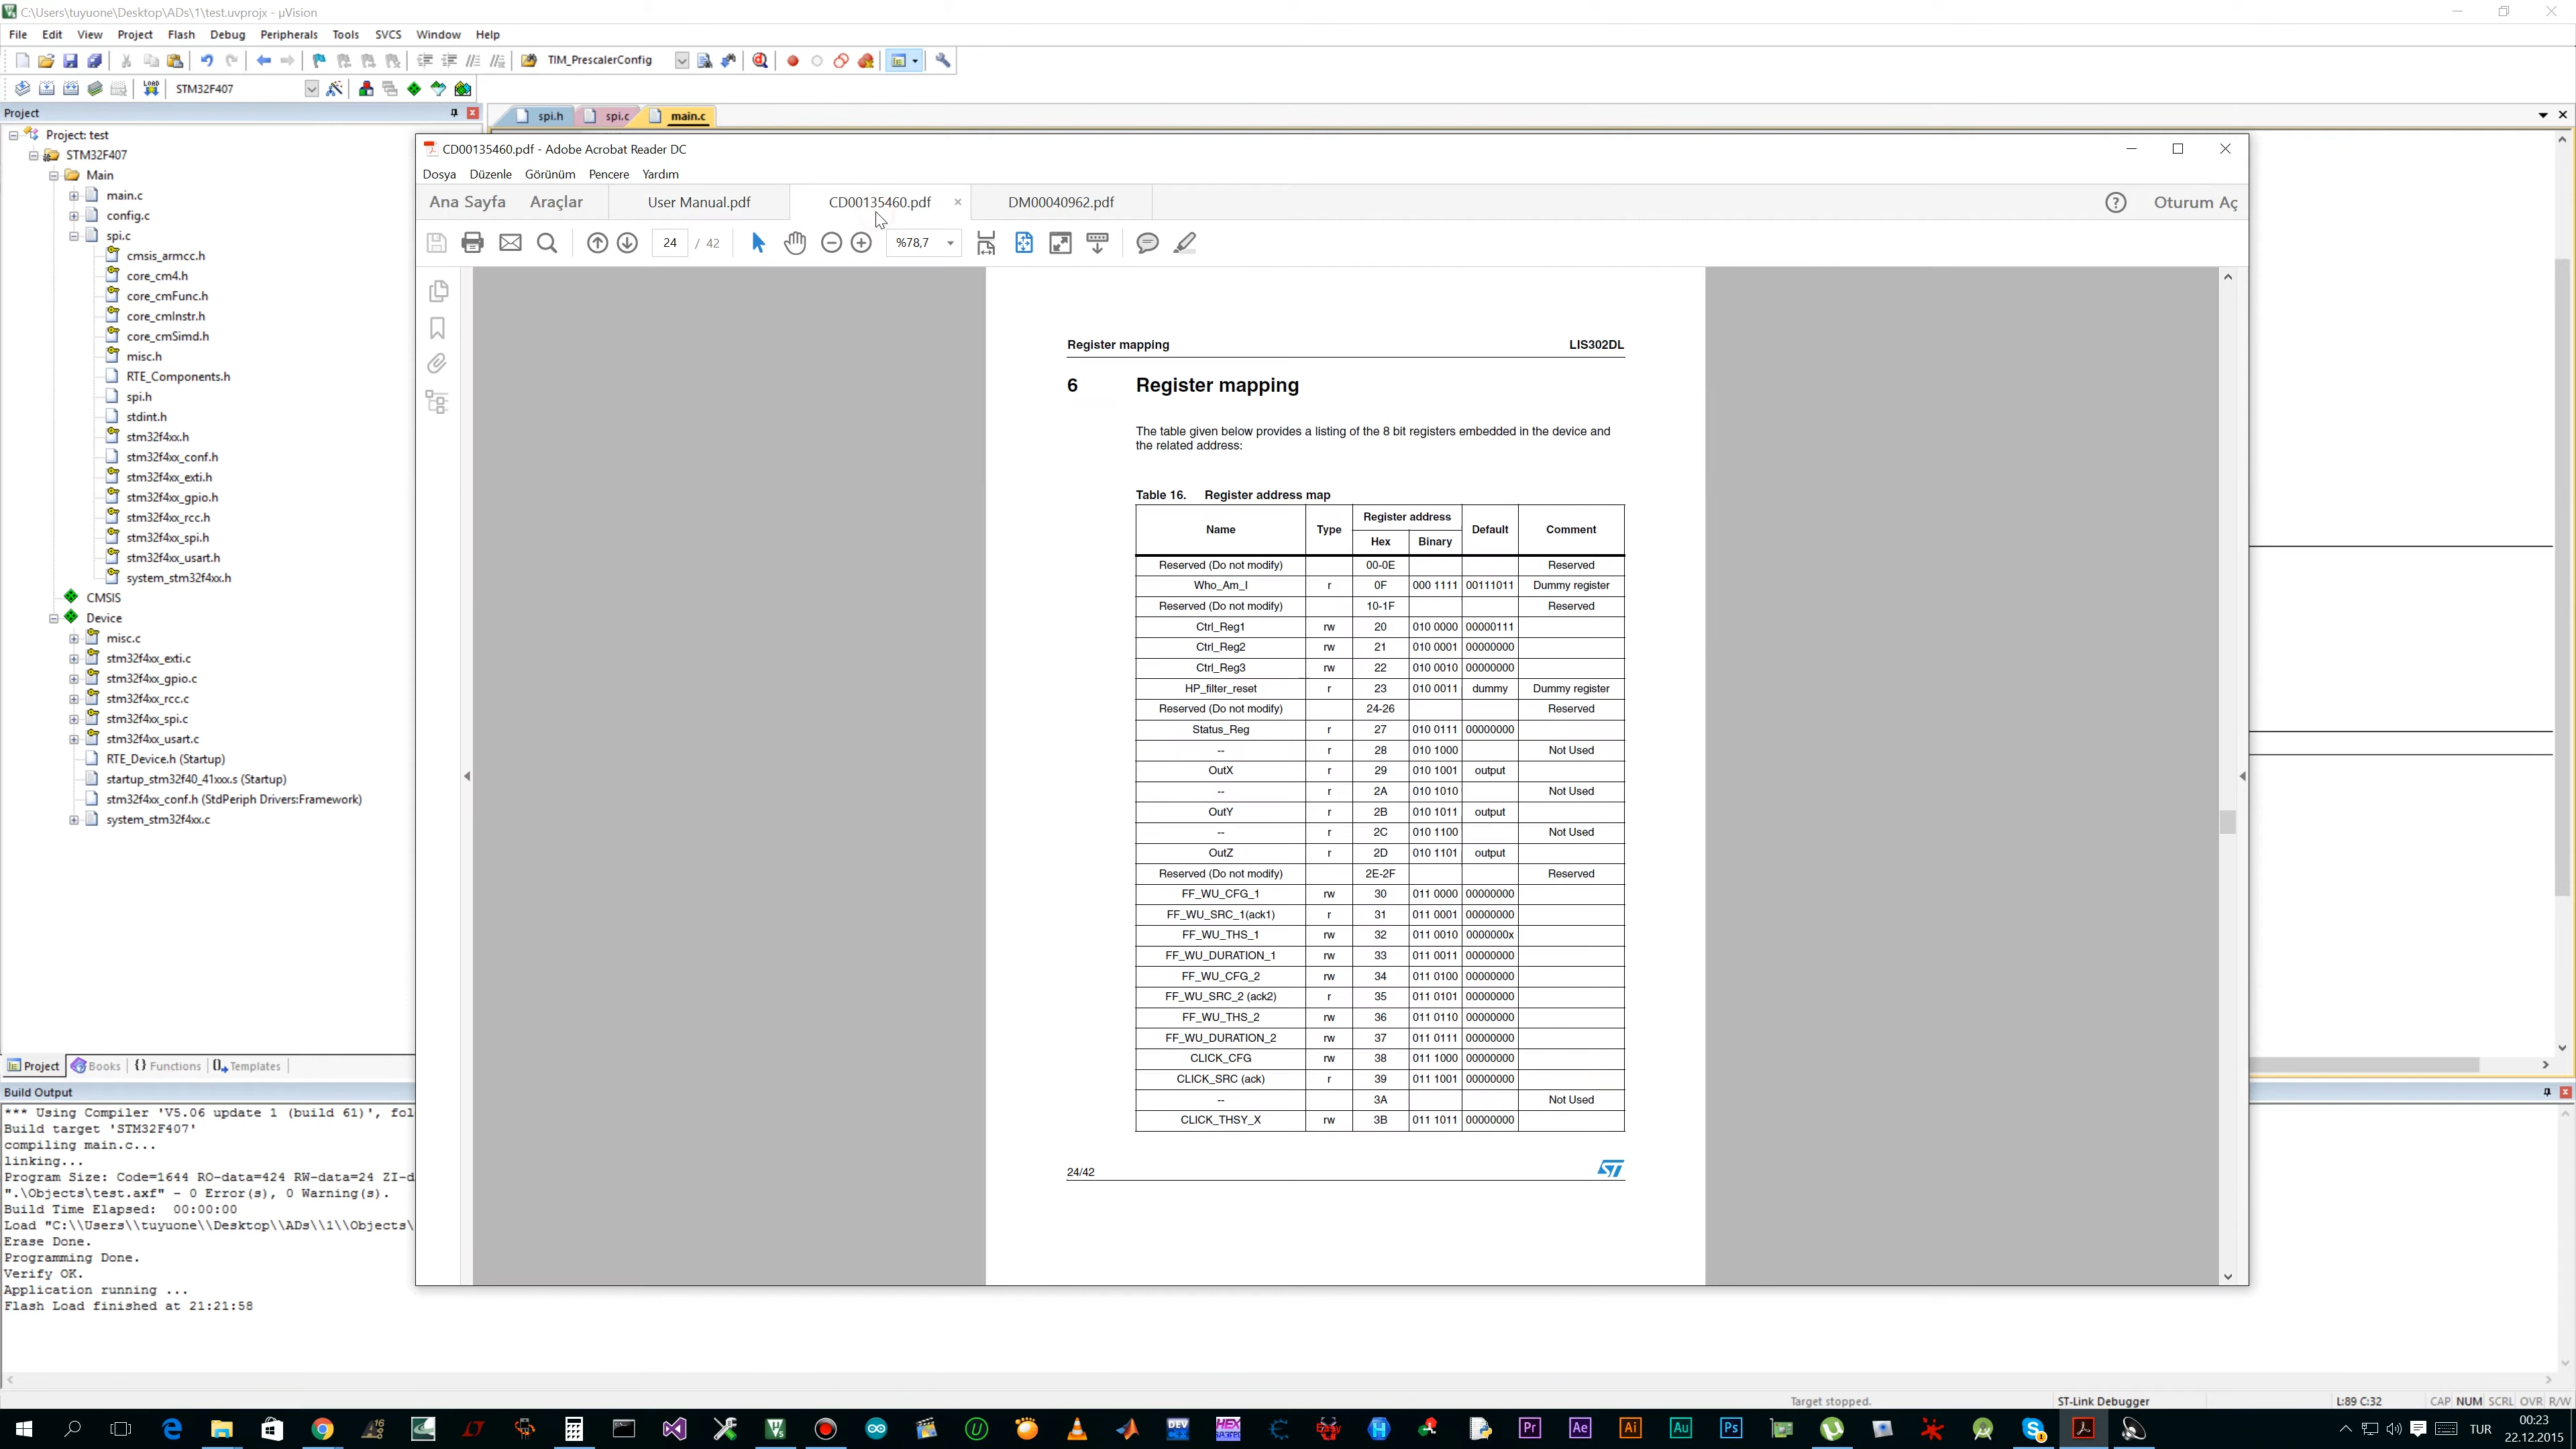 C:\Users\tuyuone\Desktop\ADs\1\test.uvprojx - µVision
File Edit View Project Flash Debug Peripherals Tools SVCS Window Help
TIM_PrescalerConfig
LOAD STM32F407
Project
spi.h spi.c main.c
Project: test
STM32F407
Main
main.c
config.c
spi.c
cmsis_armcc.h
core_cm4.h
core_cmFunc.h
core_cmInstr.h
core_cmSimd.h
misc.h
RTE_Components.h
spi.h
stdint.h
stm32f4xx.h
stm32f4xx_conf.h
stm32f4xx_exti.h
stm32f4xx_gpio.h
stm32f4xx_rcc.h
stm32f4xx_spi.h
stm32f4xx_usart.h
system_stm32f4xx.h
CMSIS
Device
misc.c
stm32f4xx_exti.c
stm32f4xx_gpio.c
stm32f4xx_rcc.c
stm32f4xx_spi.c
stm32f4xx_usart.c
RTE_Device.h (Startup)
startup_stm32f40_41xxx.s (Startup)
stm32f4xx_conf.h (StdPeriph Drivers:Framework)
system_stm32f4xx.c
Project Books {} Functions Templates
CD00135460.pdf - Adobe Acrobat Reader DC
Dosya Düzenle Görünüm Pencere Yardım
Ana Sayfa Araçlar User Manual.pdf CD00135460.pdf × DM00040962.pdf ? Oturum Aç
24 / 42 %78,7
Register mapping LIS302DL
6 Register mapping
The table given below provides a listing of the 8 bit registers embedded in the device and
the related address:
Table 16. Register address map
Name Type Register address Default Comment
Hex Binary
Reserved (Do not modify) 00-0E Reserved
Who_Am_I r 0F 000 1111 00111011 Dummy register
Reserved (Do not modify) 10-1F Reserved
Ctrl_Reg1 rw 20 010 0000 00000111
Ctrl_Reg2 rw 21 010 0001 00000000
Ctrl_Reg3 rw 22 010 0010 00000000
HP_filter_reset r 23 010 0011 dummy Dummy register
Reserved (Do not modify) 24-26 Reserved
Status_Reg r 27 010 0111 00000000
-- r 28 010 1000 Not Used
OutX r 29 010 1001 output
-- r 2A 010 1010 Not Used
OutY r 2B 010 1011 output
-- r 2C 010 1100 Not Used
OutZ r 2D 010 1101 output
Reserved (Do not modify) 2E-2F Reserved
FF_WU_CFG_1 rw 30 011 0000 00000000
FF_WU_SRC_1(ack1) r 31 011 0001 00000000
FF_WU_THS_1 rw 32 011 0010 0000000x
FF_WU_DURATION_1 rw 33 011 0011 00000000
FF_WU_CFG_2 rw 34 011 0100 00000000
FF_WU_SRC_2 (ack2) r 35 011 0101 00000000
FF_WU_THS_2 rw 36 011 0110 00000000
FF_WU_DURATION_2 rw 37 011 0111 00000000
CLICK_CFG rw 38 011 1000 00000000
CLICK_SRC (ack) r 39 011 1001 00000000
-- 3A Not Used
CLICK_THSY_X rw 3B 011 1011 00000000
24/42 ST
Build Output
*** Using Compiler 'V5.06 update 1 (build 61)', fol
Build target 'STM32F407'
compiling main.c...
linking...
Program Size: Code=1644 RO-data=424 RW-data=24 ZI-d
".\Objects\test.axf" - 0 Error(s), 0 Warning(s).
Build Time Elapsed: 00:00:00
Load "C:\\Users\\tuyuone\\Desktop\\ADs\\1\\Objects\
Erase Done.
Programming Done.
Verify OK.
Application running ...
Flash Load finished at 21:21:58
Target stopped. ST-Link Debugger L:89 C:32 CAP NUM SCRL OVR R/W
DEV Pr Ae Ai Au Ps TUR 00:23
22.12.2015